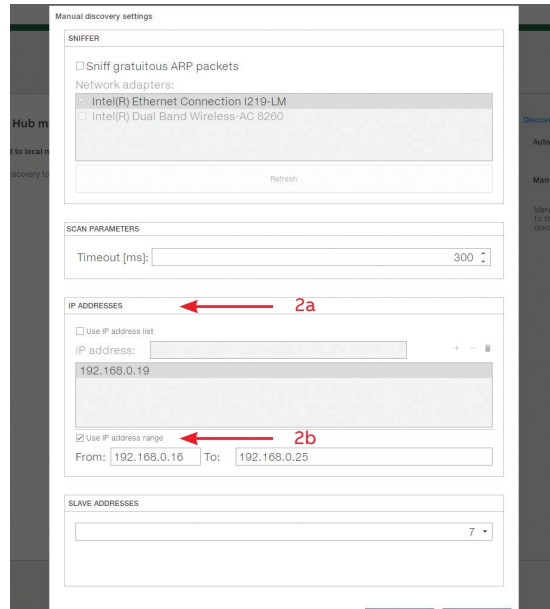 Manual discovery settings
SNIFFER
Sniff gratuitous ARP packets
Network adapters:
Intel(R) Ethernet Connection I219-LM
Intel(R) Dual Band Wireless-AC 8260
Refresh
SCAN PARAMETERS
Timeout [ms]: 300
IP ADDRESSES 2a
Use IP address list
IP address:
192.168.0.19
Use IP address range 2b
From: 192.168.0.16 To: 192.168.0.25
SLAVE ADDRESSES
7
Hub m
to local n
iscovery to
Discove
Auto
Man
Man
to th
disc